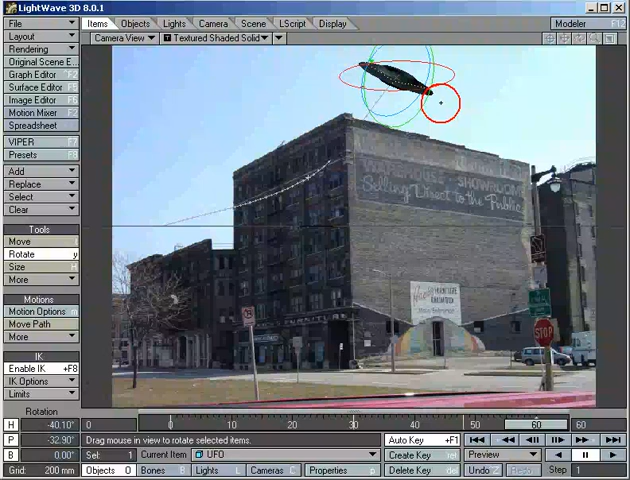 LightWave 3D 8.0.1
File
Items
Objects
Lights
Camera
Scene
LScript
Display
Modeler
F12
Layout
Camera View
Textured Shaded Solid
Rendering
Original Scene E...
Graph Editor
Surface Editor
Image Editor
Motion Mixer
Spreadsheet
VIPER
Presets
Add
Replace
Select
Clear
Tools
Move
Rotate y
Size
More
Motions
Motion Options
Move Path
More
IK
Enable IK +F8
IK Options
Limits
Rotation
H -40.10°
P -32.90°
B 0.00°
Grid: 200 mm
WAREHOUSE - SHOWROOM
Selling Direct to the Public
STOP
0
0 10 20 30 40 50 60
60
Drag mouse in view to rotate selected items.
Auto Key +F1
Sel: 1
Current Item
UFO
Create Key
Preview
Objects O
Bones
Lights
Cameras
Properties p
Delete Key
Undo
Redo
Step 1